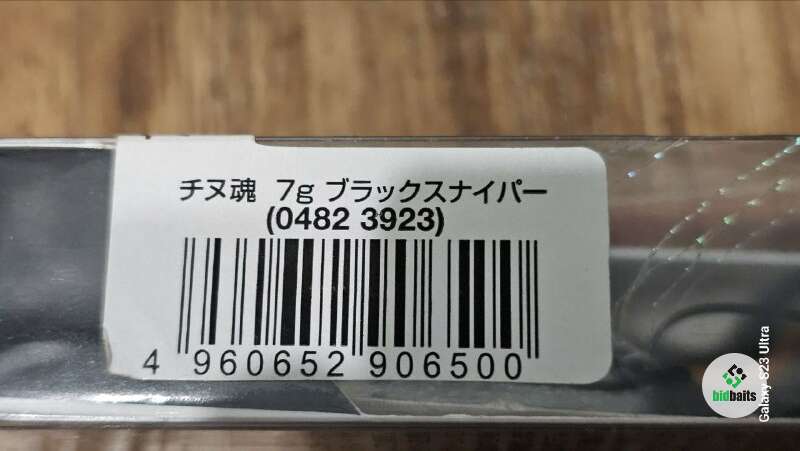 チヌ魂 7g ブラックスナイパー
(0482 3923)
4 960652 906500
bidbaits
Galaxy S23 Ultra